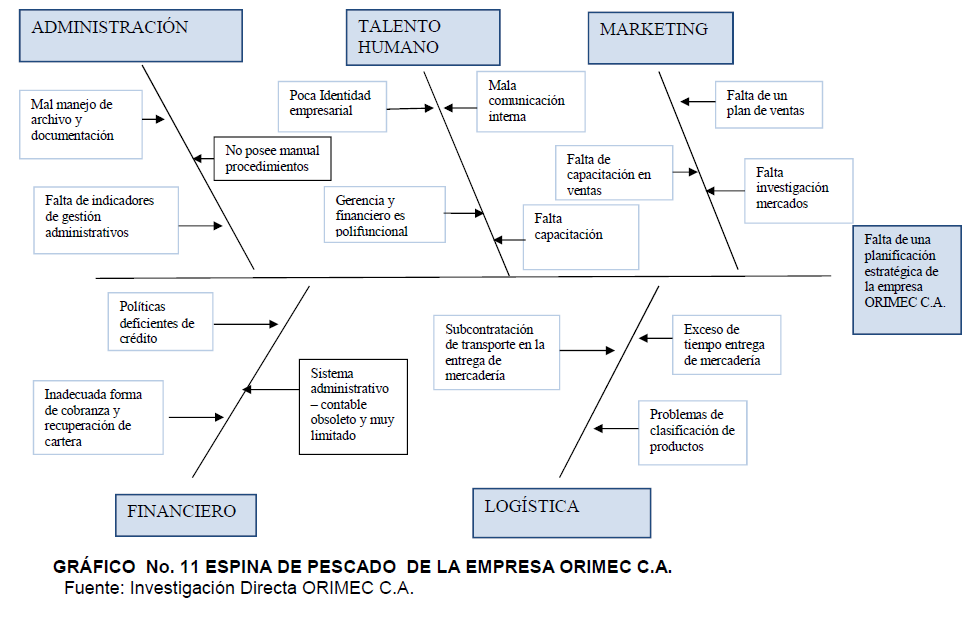 ADMINISTRACIÓN
TALENTO
HUMANO
MARKETING
Mal manejo de
archivo y
documentación
No posee manual
procedimientos
Falta de indicadores
de gestión
administrativos
Poca Identidad
empresarial
Mala
comunicación
interna
Gerencia y
financiero es
polifuncional
Falta
capacitación
Falta de un
plan de ventas
Falta de
capacitación en
ventas
Falta
investigación
mercados
Falta de una
planificación
estratégica de
la empresa
ORIMEC C.A.
Políticas
deficientes de
crédito
Inadecuada forma
de cobranza y
recuperación de
cartera
Sistema
administrativo
– contable
obsoleto y muy
limitado
Subcontratación
de transporte en la
entrega de
mercadería
Exceso de
tiempo entrega
de mercadería
Problemas de
clasificación de
productos
FINANCIERO
LOGÍSTICA
GRÁFICO No. 11 ESPINA DE PESCADO DE LA EMPRESA ORIMEC C.A.
Fuente: Investigación Directa ORIMEC C.A.